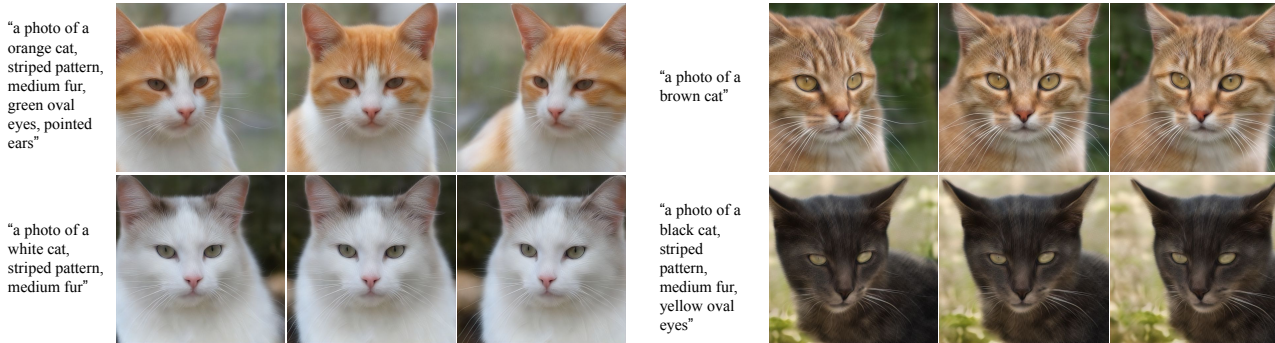 “a photo of a
orange cat,
striped pattern,
medium fur,
green oval
eyes, pointed
ears”
“a photo of a
brown cat”
“a photo of a
white cat,
striped pattern,
medium fur”
“a photo of a
black cat,
striped
pattern,
medium fur,
yellow oval
eyes”